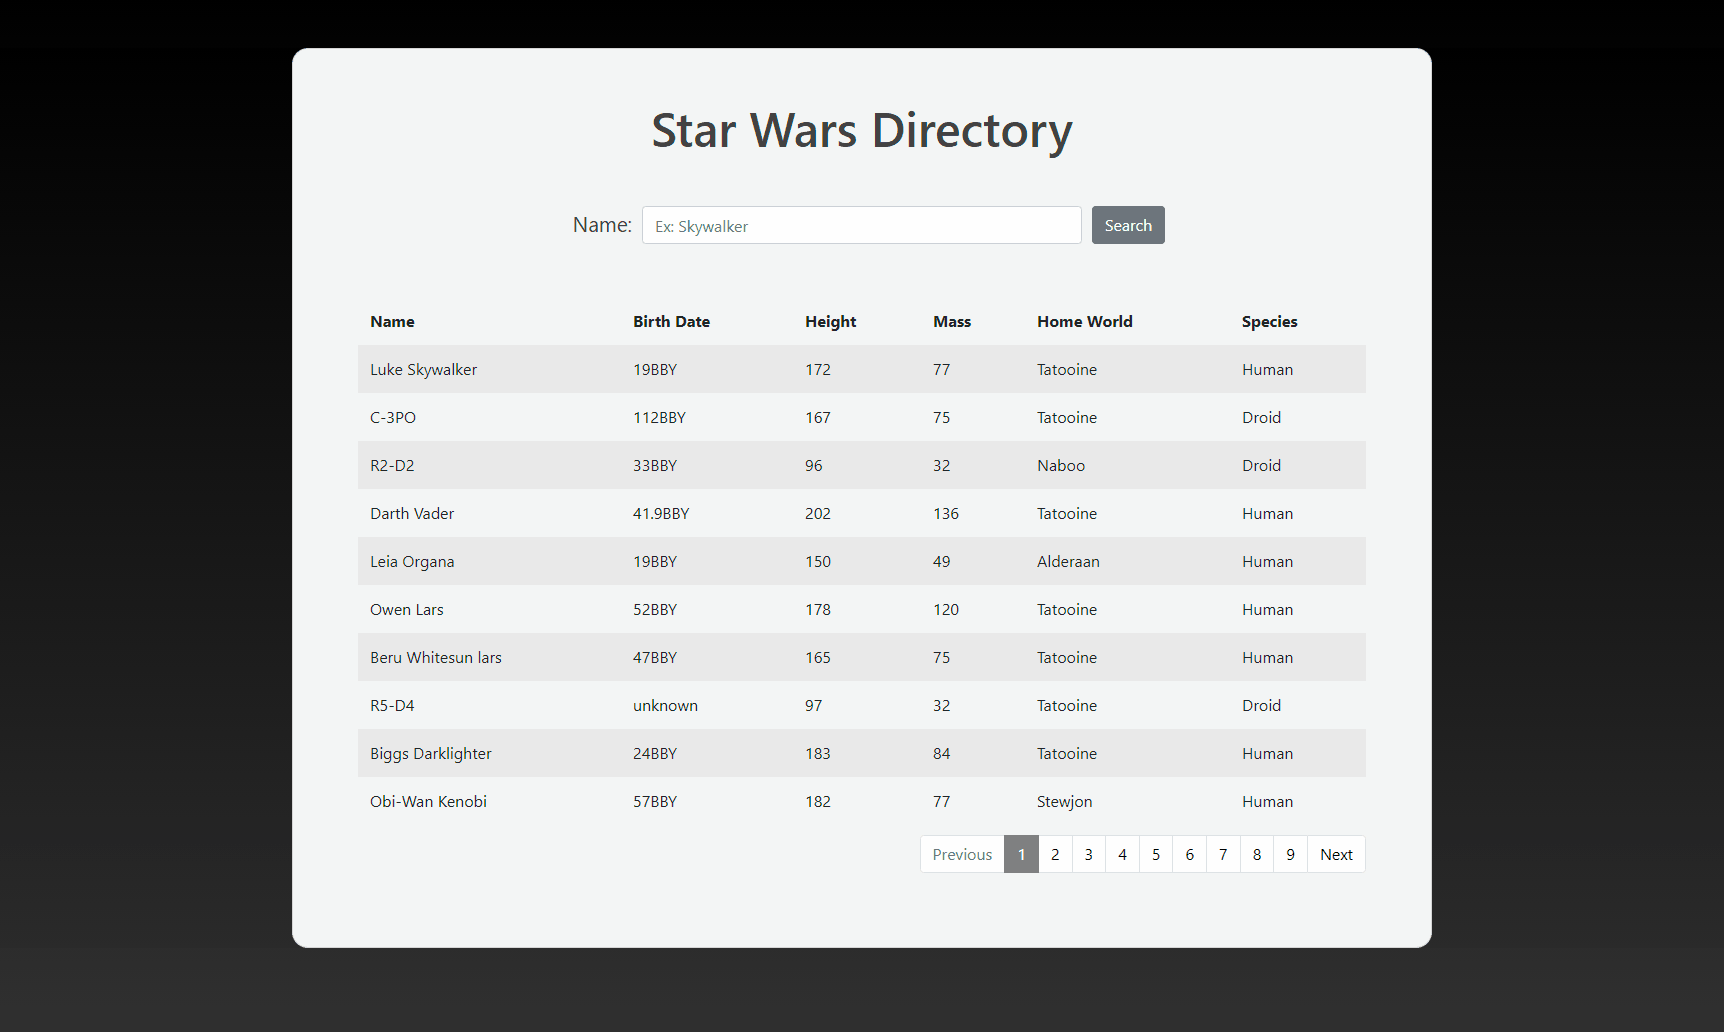 Star Wars Directory
Name: Ex: Skywalker Search
Name Birth Date Height Mass Home World Species
Luke Skywalker 19BBY 172 77 Tatooine Human
C-3PO 112BBY 167 75 Tatooine Droid
R2-D2 33BBY 96 32 Naboo Droid
Darth Vader 41.9BBY 202 136 Tatooine Human
Leia Organa 19BBY 150 49 Alderaan Human
Owen Lars 52BBY 178 120 Tatooine Human
Beru Whitesun lars 47BBY 165 75 Tatooine Human
R5-D4 unknown 97 32 Tatooine Droid
Biggs Darklighter 24BBY 183 84 Tatooine Human
Obi-Wan Kenobi 57BBY 182 77 Stewjon Human
Previous 1 2 3 4 5 6 7 8 9 Next